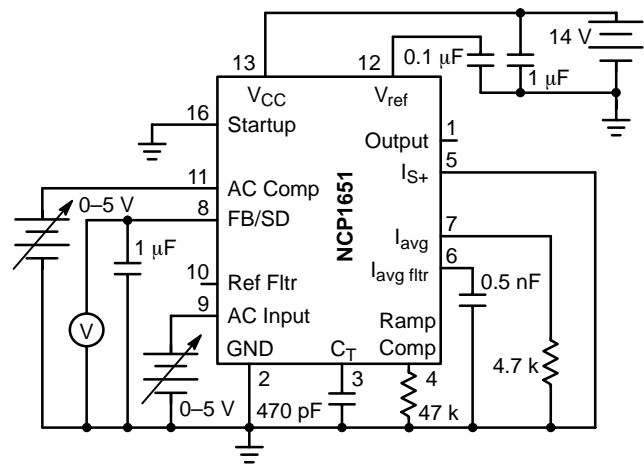 14 V
0.1 μF
1 μF
13
12
VCC
Vref
16
Startup
Output
1
IS+
5
11
AC Comp
0–5 V
8
FB/SD
1 μF
NCP1651
Iavg
7
Iavg fltr
6
0.5 nF
10
Ref Fltr
9
AC Input
V
Ramp
Comp
GND
CT
4.7 k
2
3
4
0–5 V
470 pF
47 k